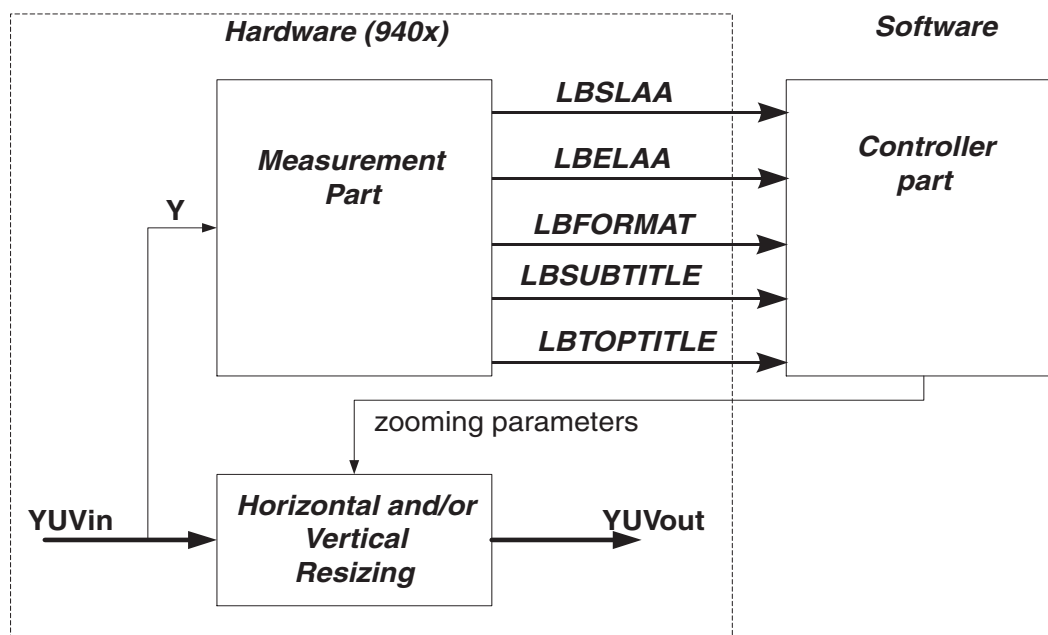 Hardware (940x)
Software
LBSLAA
Measurement
Part
Controller
part
LBELAA
Y
LBFORMAT
LBSUBTITLE
LBTOPTITLE
zooming parameters
YUVin
Horizontal and/or
Vertical
Resizing
YUVout